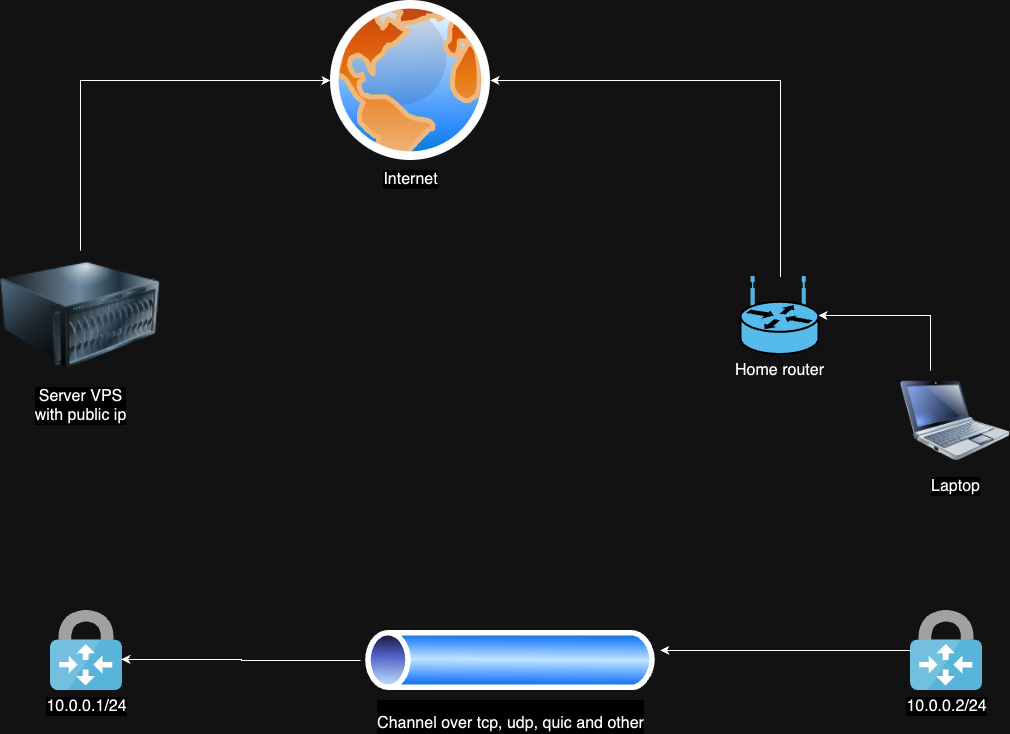 Internet
Server VPS
with public ip
Home router
Laptop
10.0.0.1/24
10.0.0.2/24
Channel over tcp, udp, quic and other